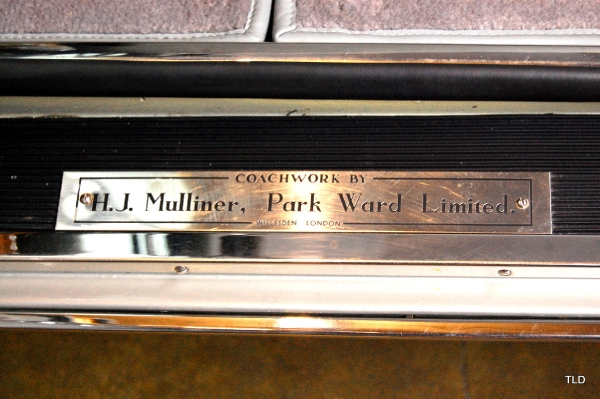 COACHWORK BY
H.J. Mulliner, Park Ward Limited.
WILLESDEN LONDON
TLD